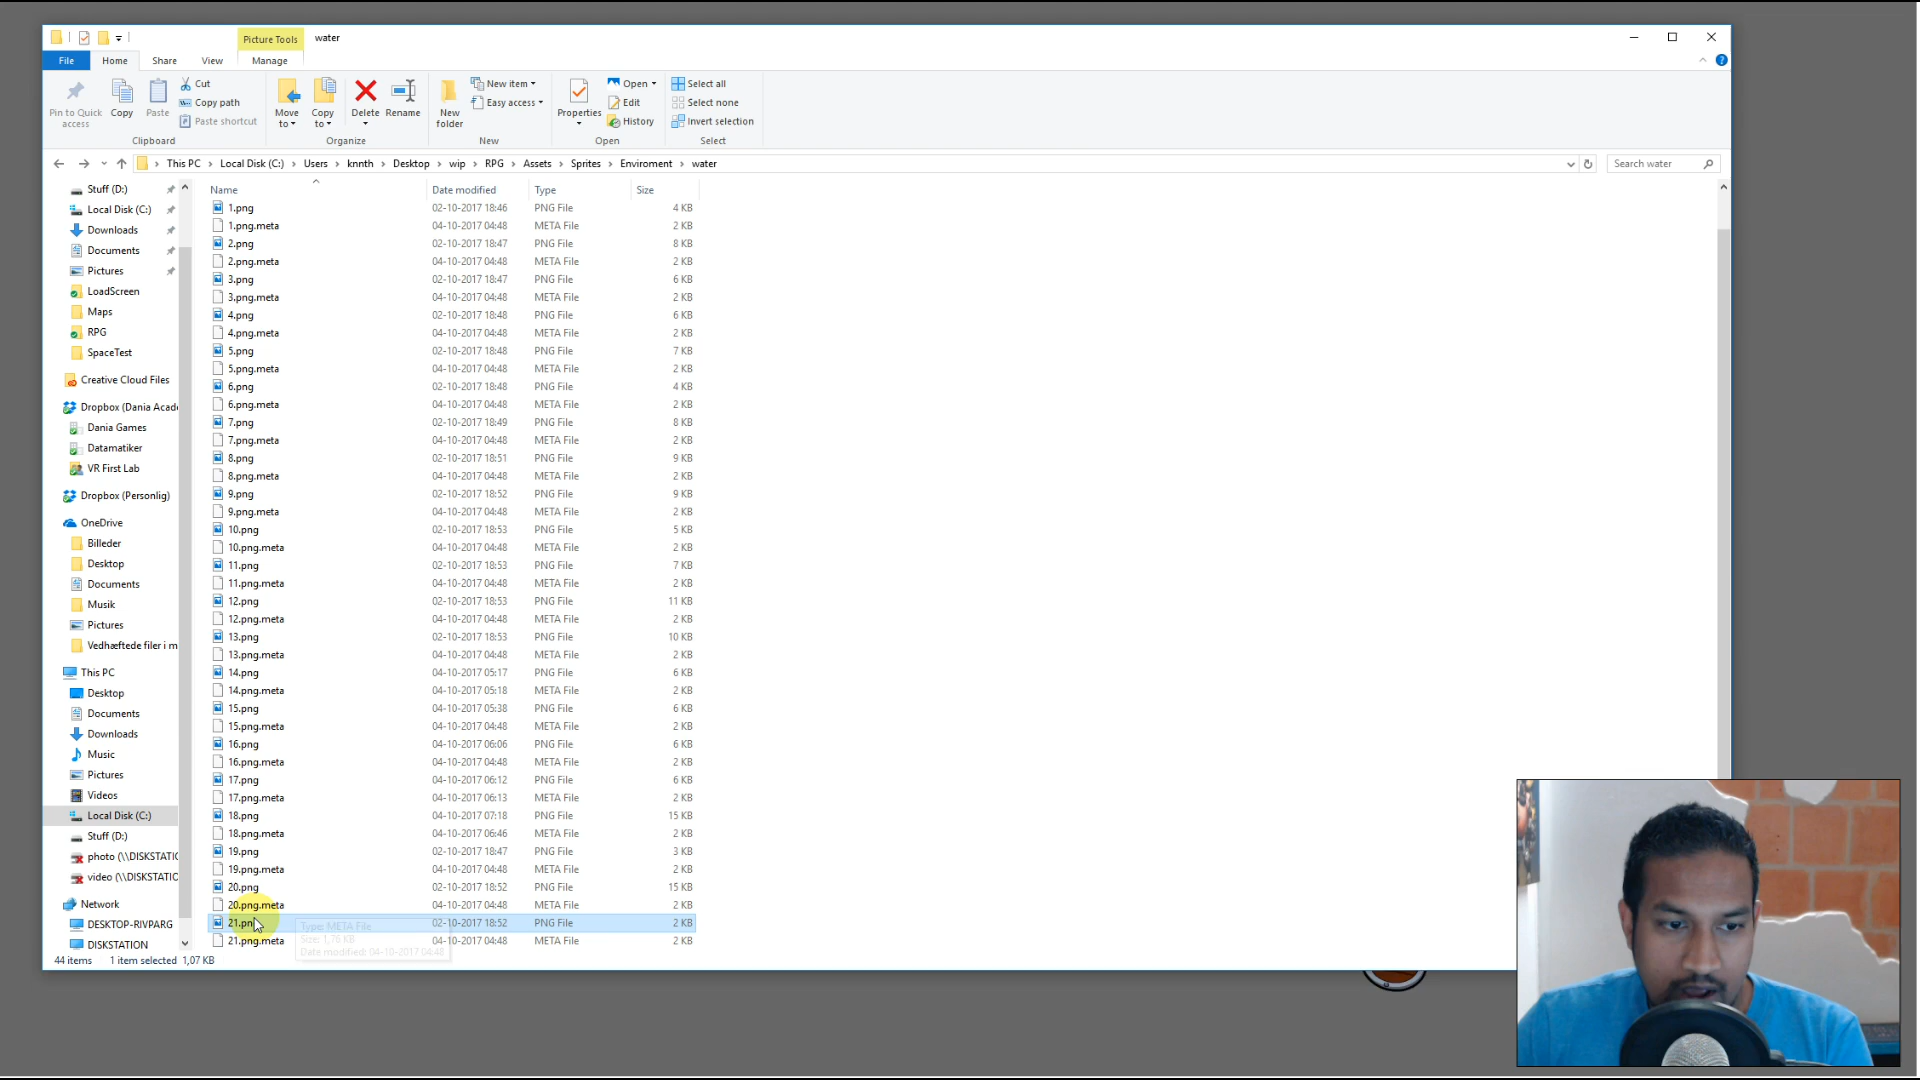 Picture Tools water
File Home Share View Manage
Pin to Quick access Copy Paste Cut Copy path Paste shortcut
Move to Copy to Delete Rename New folder New item Easy access Properties Open Edit History Select all Select none Invert selection
Clipboard Organize New Open Select
This PC › Local Disk (C:) › Users › knnth › Desktop › wip › RPG › Assets › Sprites › Enviroment › water Search water
Stuff (D:)
Local Disk (C:)
Downloads
Documents
Pictures
LoadScreen
Maps
RPG
SpaceTest
Creative Cloud Files
Dropbox (Dania Acad
Dania Games
Datamatiker
VR First Lab
Dropbox (Personlig)
OneDrive
Billeder
Desktop
Documents
Musik
Pictures
Vedhæftede filer i m
This PC
Desktop
Documents
Downloads
Music
Pictures
Videos
Local Disk (C:)
Stuff (D:)
photo (\\DISKSTATIO
video (\\DISKSTATIO
Network
DESKTOP-RIVPARG
DISKSTATION
Name Date modified Type Size
1.png 02-10-2017 18:46 PNG File 4 KB
1.png.meta 04-10-2017 04:48 META File 2 KB
2.png 02-10-2017 18:47 PNG File 8 KB
2.png.meta 04-10-2017 04:48 META File 2 KB
3.png 02-10-2017 18:47 PNG File 6 KB
3.png.meta 04-10-2017 04:48 META File 2 KB
4.png 02-10-2017 18:48 PNG File 6 KB
4.png.meta 04-10-2017 04:48 META File 2 KB
5.png 02-10-2017 18:48 PNG File 7 KB
5.png.meta 04-10-2017 04:48 META File 2 KB
6.png 02-10-2017 18:48 PNG File 4 KB
6.png.meta 04-10-2017 04:48 META File 2 KB
7.png 02-10-2017 18:49 PNG File 8 KB
7.png.meta 04-10-2017 04:48 META File 2 KB
8.png 02-10-2017 18:51 PNG File 9 KB
8.png.meta 04-10-2017 04:48 META File 2 KB
9.png 02-10-2017 18:52 PNG File 9 KB
9.png.meta 04-10-2017 04:48 META File 2 KB
10.png 02-10-2017 18:53 PNG File 5 KB
10.png.meta 04-10-2017 04:48 META File 2 KB
11.png 02-10-2017 18:53 PNG File 7 KB
11.png.meta 04-10-2017 04:48 META File 2 KB
12.png 02-10-2017 18:53 PNG File 11 KB
12.png.meta 04-10-2017 04:48 META File 2 KB
13.png 02-10-2017 18:53 PNG File 10 KB
13.png.meta 04-10-2017 04:48 META File 2 KB
14.png 04-10-2017 05:17 PNG File 6 KB
14.png.meta 04-10-2017 05:18 META File 2 KB
15.png 04-10-2017 05:38 PNG File 6 KB
15.png.meta 04-10-2017 04:48 META File 2 KB
16.png 04-10-2017 06:06 PNG File 6 KB
16.png.meta 04-10-2017 04:48 META File 2 KB
17.png 04-10-2017 06:12 PNG File 6 KB
17.png.meta 04-10-2017 06:13 META File 2 KB
18.png 04-10-2017 07:18 PNG File 15 KB
18.png.meta 04-10-2017 06:46 META File 2 KB
19.png 02-10-2017 18:47 PNG File 3 KB
19.png.meta 04-10-2017 04:48 META File 2 KB
20.png 02-10-2017 18:52 PNG File 15 KB
20.png.meta 04-10-2017 04:48 META File 2 KB
21.pn 02-10-2017 18:52 PNG File 2 KB
21.png.meta 04-10-2017 04:48 META File 2 KB
Type: META File
Size: 1,76 KB
Date modified: 04-10-2017 04:48
44 items 1 item selected 1,07 KB